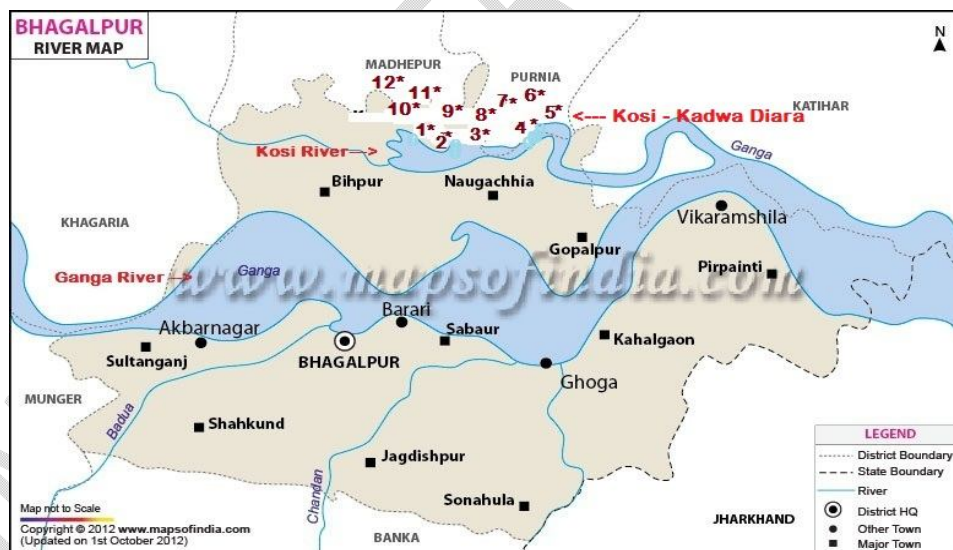 BHAGALPUR
RIVER MAP
N
MADHEPUR
PURNIA
KATIHAR
12*
11*
10*
9*
8*
7*
6*
5*
1*
2*
3*
4*
<--- Kosi - Kadwa Diara
Kosi River--->
Ganga
Bihpur
Naugachhia
Vikaramshila
KHAGARIA
Gopalpur
Pirpainti
Ganga River -->
Ganga
www.mapsofindia.com
Barari
Akbarnagar
Sabaur
Kahalgaon
Sultanganj
BHAGALPUR
Ghoga
MUNGER
Badua
Shahkund
Jagdishpur
Chandan
Sonahula
BANKA
JHARKHAND
LEGEND
District Boundary
State Boundary
River
District HQ
Other Town
Major Town
Map not to Scale
Copyright © 2012 www.mapsofindia.com
(Updated on 1st October 2012)